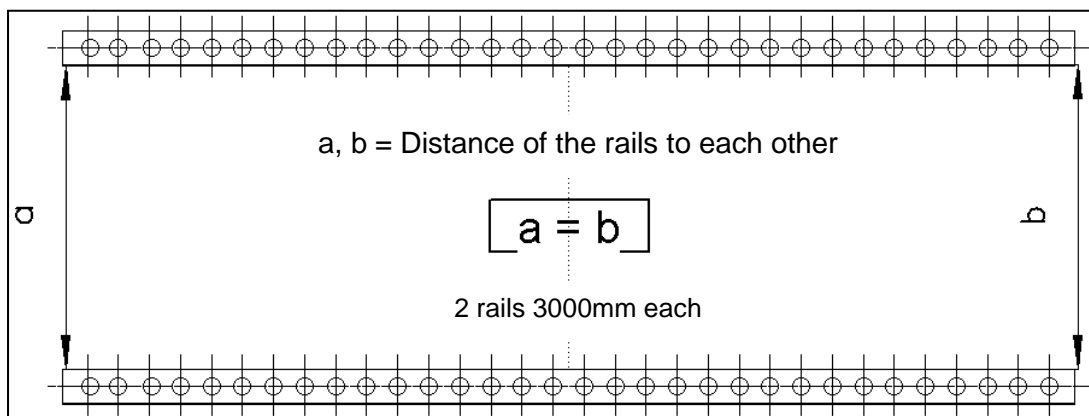 a, b = Distance of the rails to each other
a
a = b
b
2 rails 3000mm each